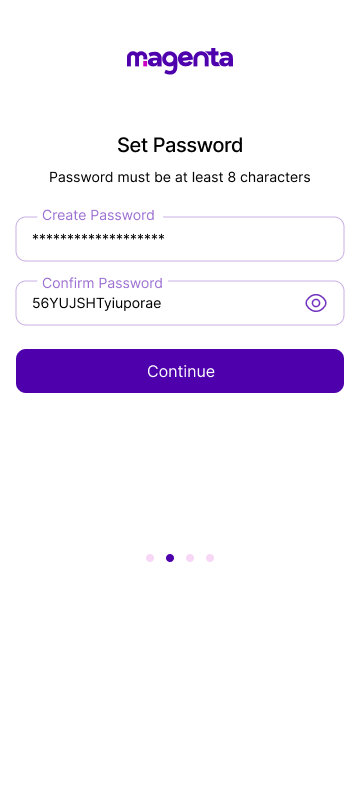 magenta
Set Password
Password must be at least 8 characters
Create Password
*******************
Confirm Password
56YUJSHTyiuporae
Continue